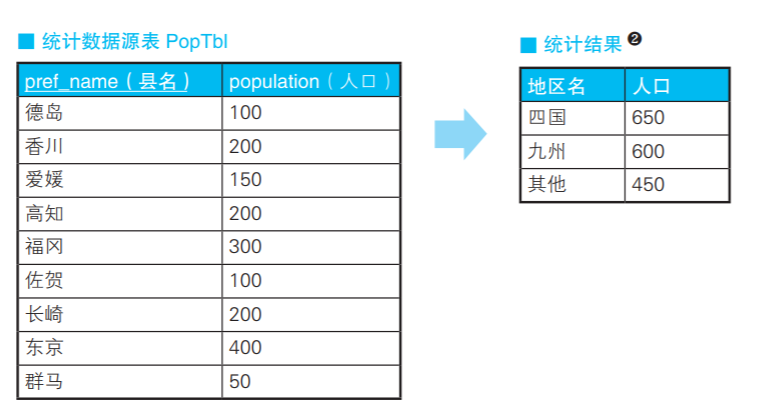 ■ 统计数据源表 PopTbl
pref_name（县名） population（人口）
德岛 100
香川 200
爱媛 150
高知 200
福冈 300
佐贺 100
长崎 200
东京 400
群马 50
■ 统计结果❷
地区名 人口
四国 650
九州 600
其他 450